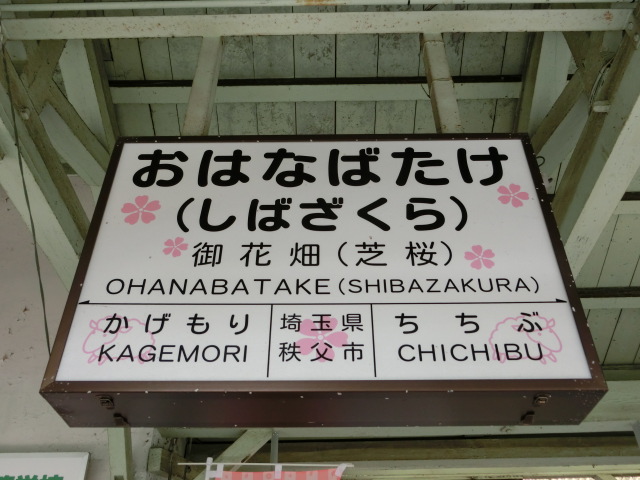 おはなばたけ
(しばざくら)
御花畑(芝桜)
OHANABATAKE(SHIBAZAKURA)
かげもり
KAGEMORI
埼玉県
秩父市
ちちぶ
CHICHIBU